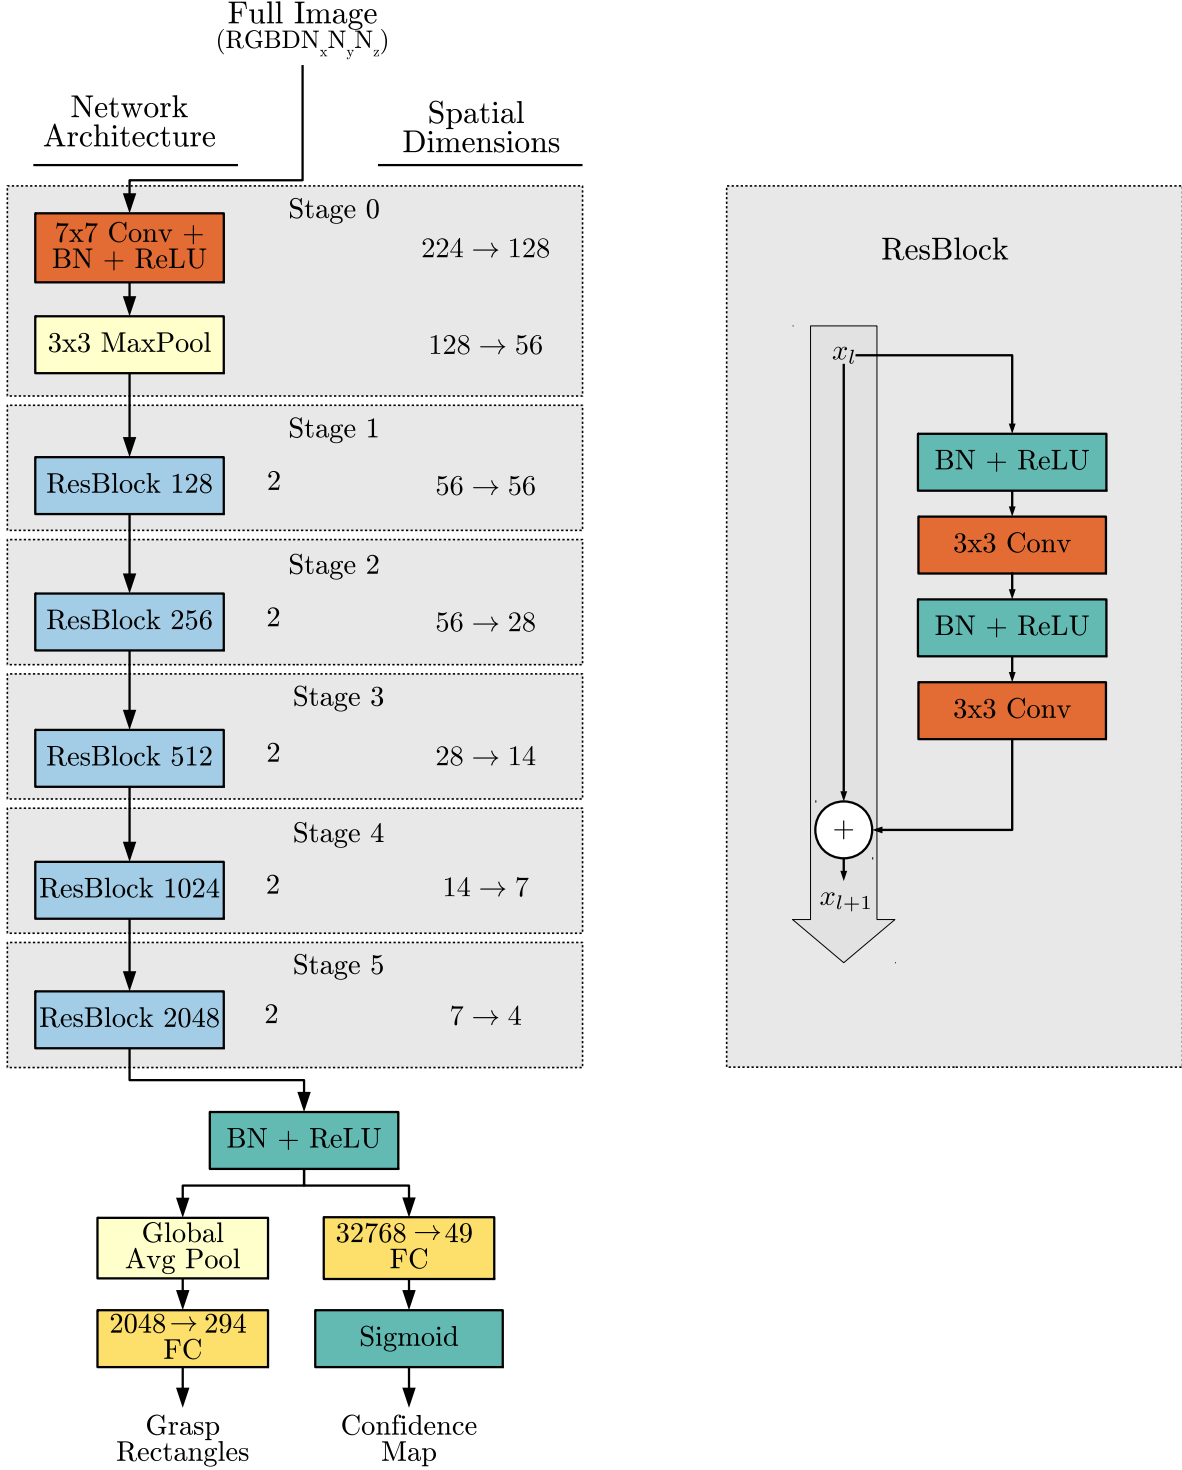 Full Image
(RGBDNxNyNz)
Network
Architecture
Spatial
Dimensions
Stage 0
7x7 Conv +
BN + ReLU
224 → 128
3x3 MaxPool
128 → 56
Stage 1
ResBlock 128
2
56 → 56
Stage 2
ResBlock 256
2
56 → 28
Stage 3
ResBlock 512
2
28 → 14
Stage 4
ResBlock 1024
2
14 → 7
Stage 5
ResBlock 2048
2
7 → 4
BN + ReLU
Global
Avg Pool
2048 → 294
FC
Grasp
Rectangles
32768 → 49
FC
Sigmoid
Confidence
Map
ResBlock
xl
BN + ReLU
3x3 Conv
BN + ReLU
3x3 Conv
+
xl+1